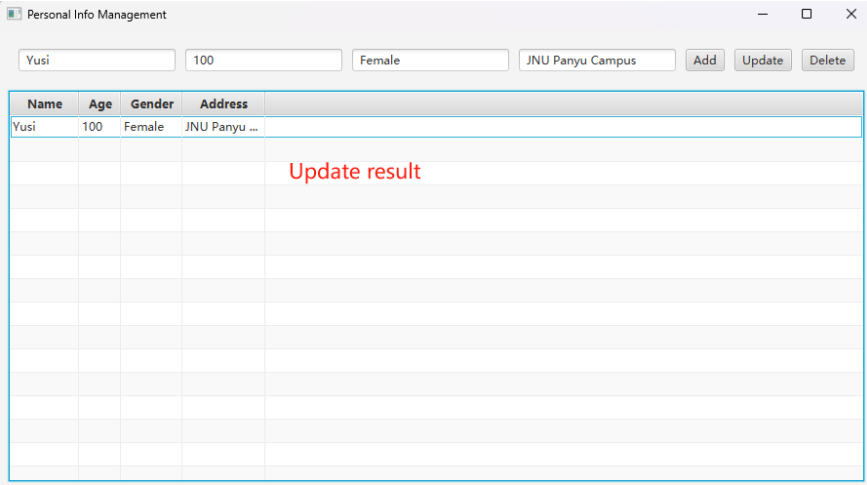 Personal Info Management
Yusi 100 Female JNU Panyu Campus Add Update Delete
Name Age Gender Address
Yusi 100 Female JNU Panyu ...
Update result